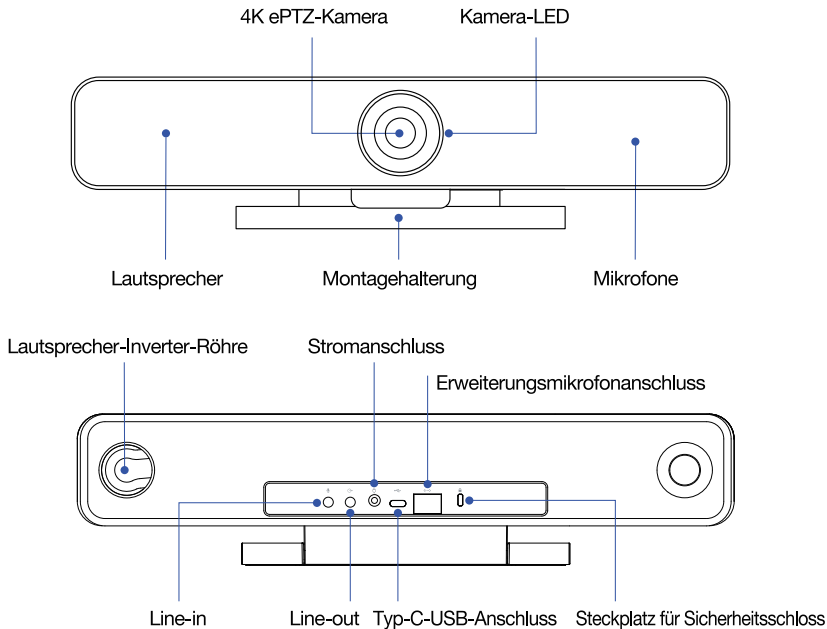 4K ePTZ-Kamera
Kamera-LED
Lautsprecher
Montagehalterung
Mikrofone
Lautsprecher-Inverter-Röhre
Stromanschluss
Erweiterungsmikrofonanschluss
Line-in
Line-out
Typ-C-USB-Anschluss
Steckplatz für Sicherheitsschloss